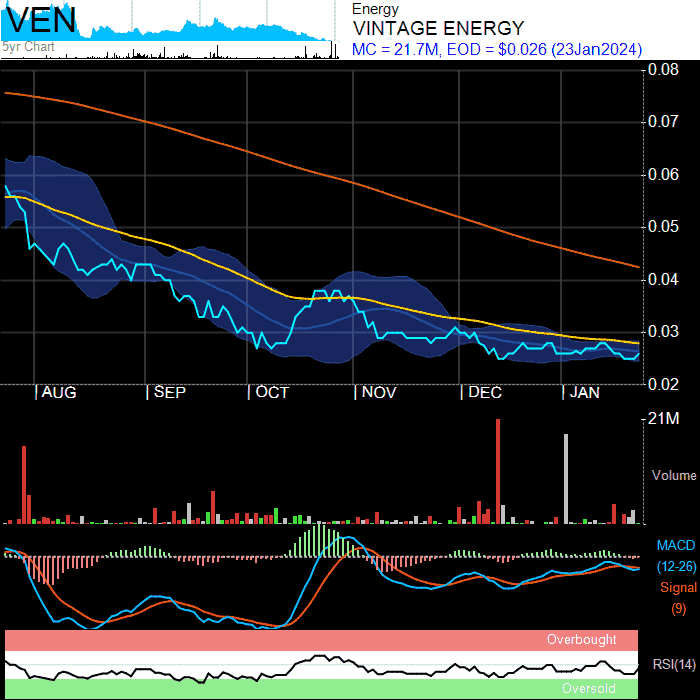 VEN
5yr Chart
Energy
VINTAGE ENERGY
MC = 21.7M, EOD = $0.026 (23Jan2024)
0.08
0.07
0.06
0.05
0.04
0.03
0.02
AUG SEP OCT NOV DEC JAN
21M
Volume
MACD
(12-26)
Signal
(9)
Overbought
RSI(14)
Oversold